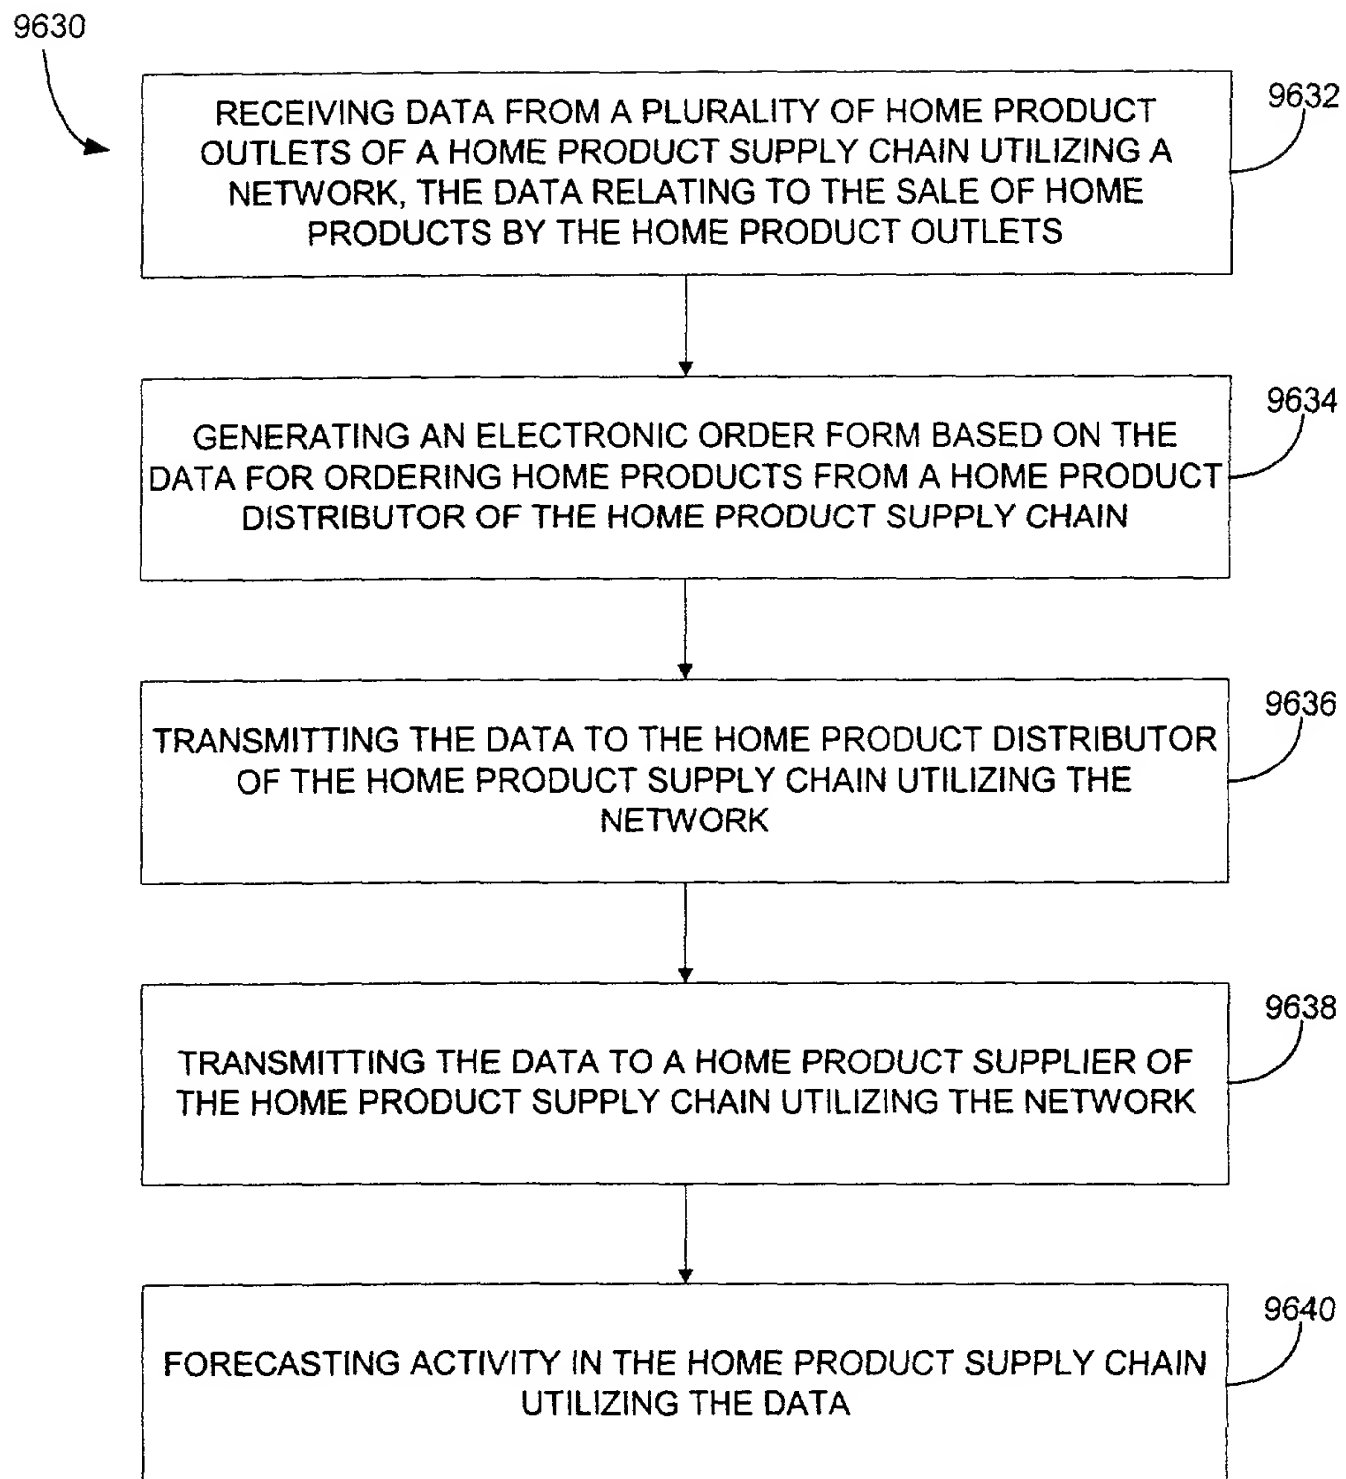 9630
RECEIVING DATA FROM A PLURALITY OF HOME PRODUCT
OUTLETS OF A HOME PRODUCT SUPPLY CHAIN UTILIZING A
NETWORK, THE DATA RELATING TO THE SALE OF HOME
PRODUCTS BY THE HOME PRODUCT OUTLETS
9632
GENERATING AN ELECTRONIC ORDER FORM BASED ON THE
DATA FOR ORDERING HOME PRODUCTS FROM A HOME PRODUCT
DISTRIBUTOR OF THE HOME PRODUCT SUPPLY CHAIN
9634
TRANSMITTING THE DATA TO THE HOME PRODUCT DISTRIBUTOR
OF THE HOME PRODUCT SUPPLY CHAIN UTILIZING THE
NETWORK
9636
TRANSMITTING THE DATA TO A HOME PRODUCT SUPPLIER OF
THE HOME PRODUCT SUPPLY CHAIN UTILIZING THE NETWORK
9638
FORECASTING ACTIVITY IN THE HOME PRODUCT SUPPLY CHAIN
UTILIZING THE DATA
9640